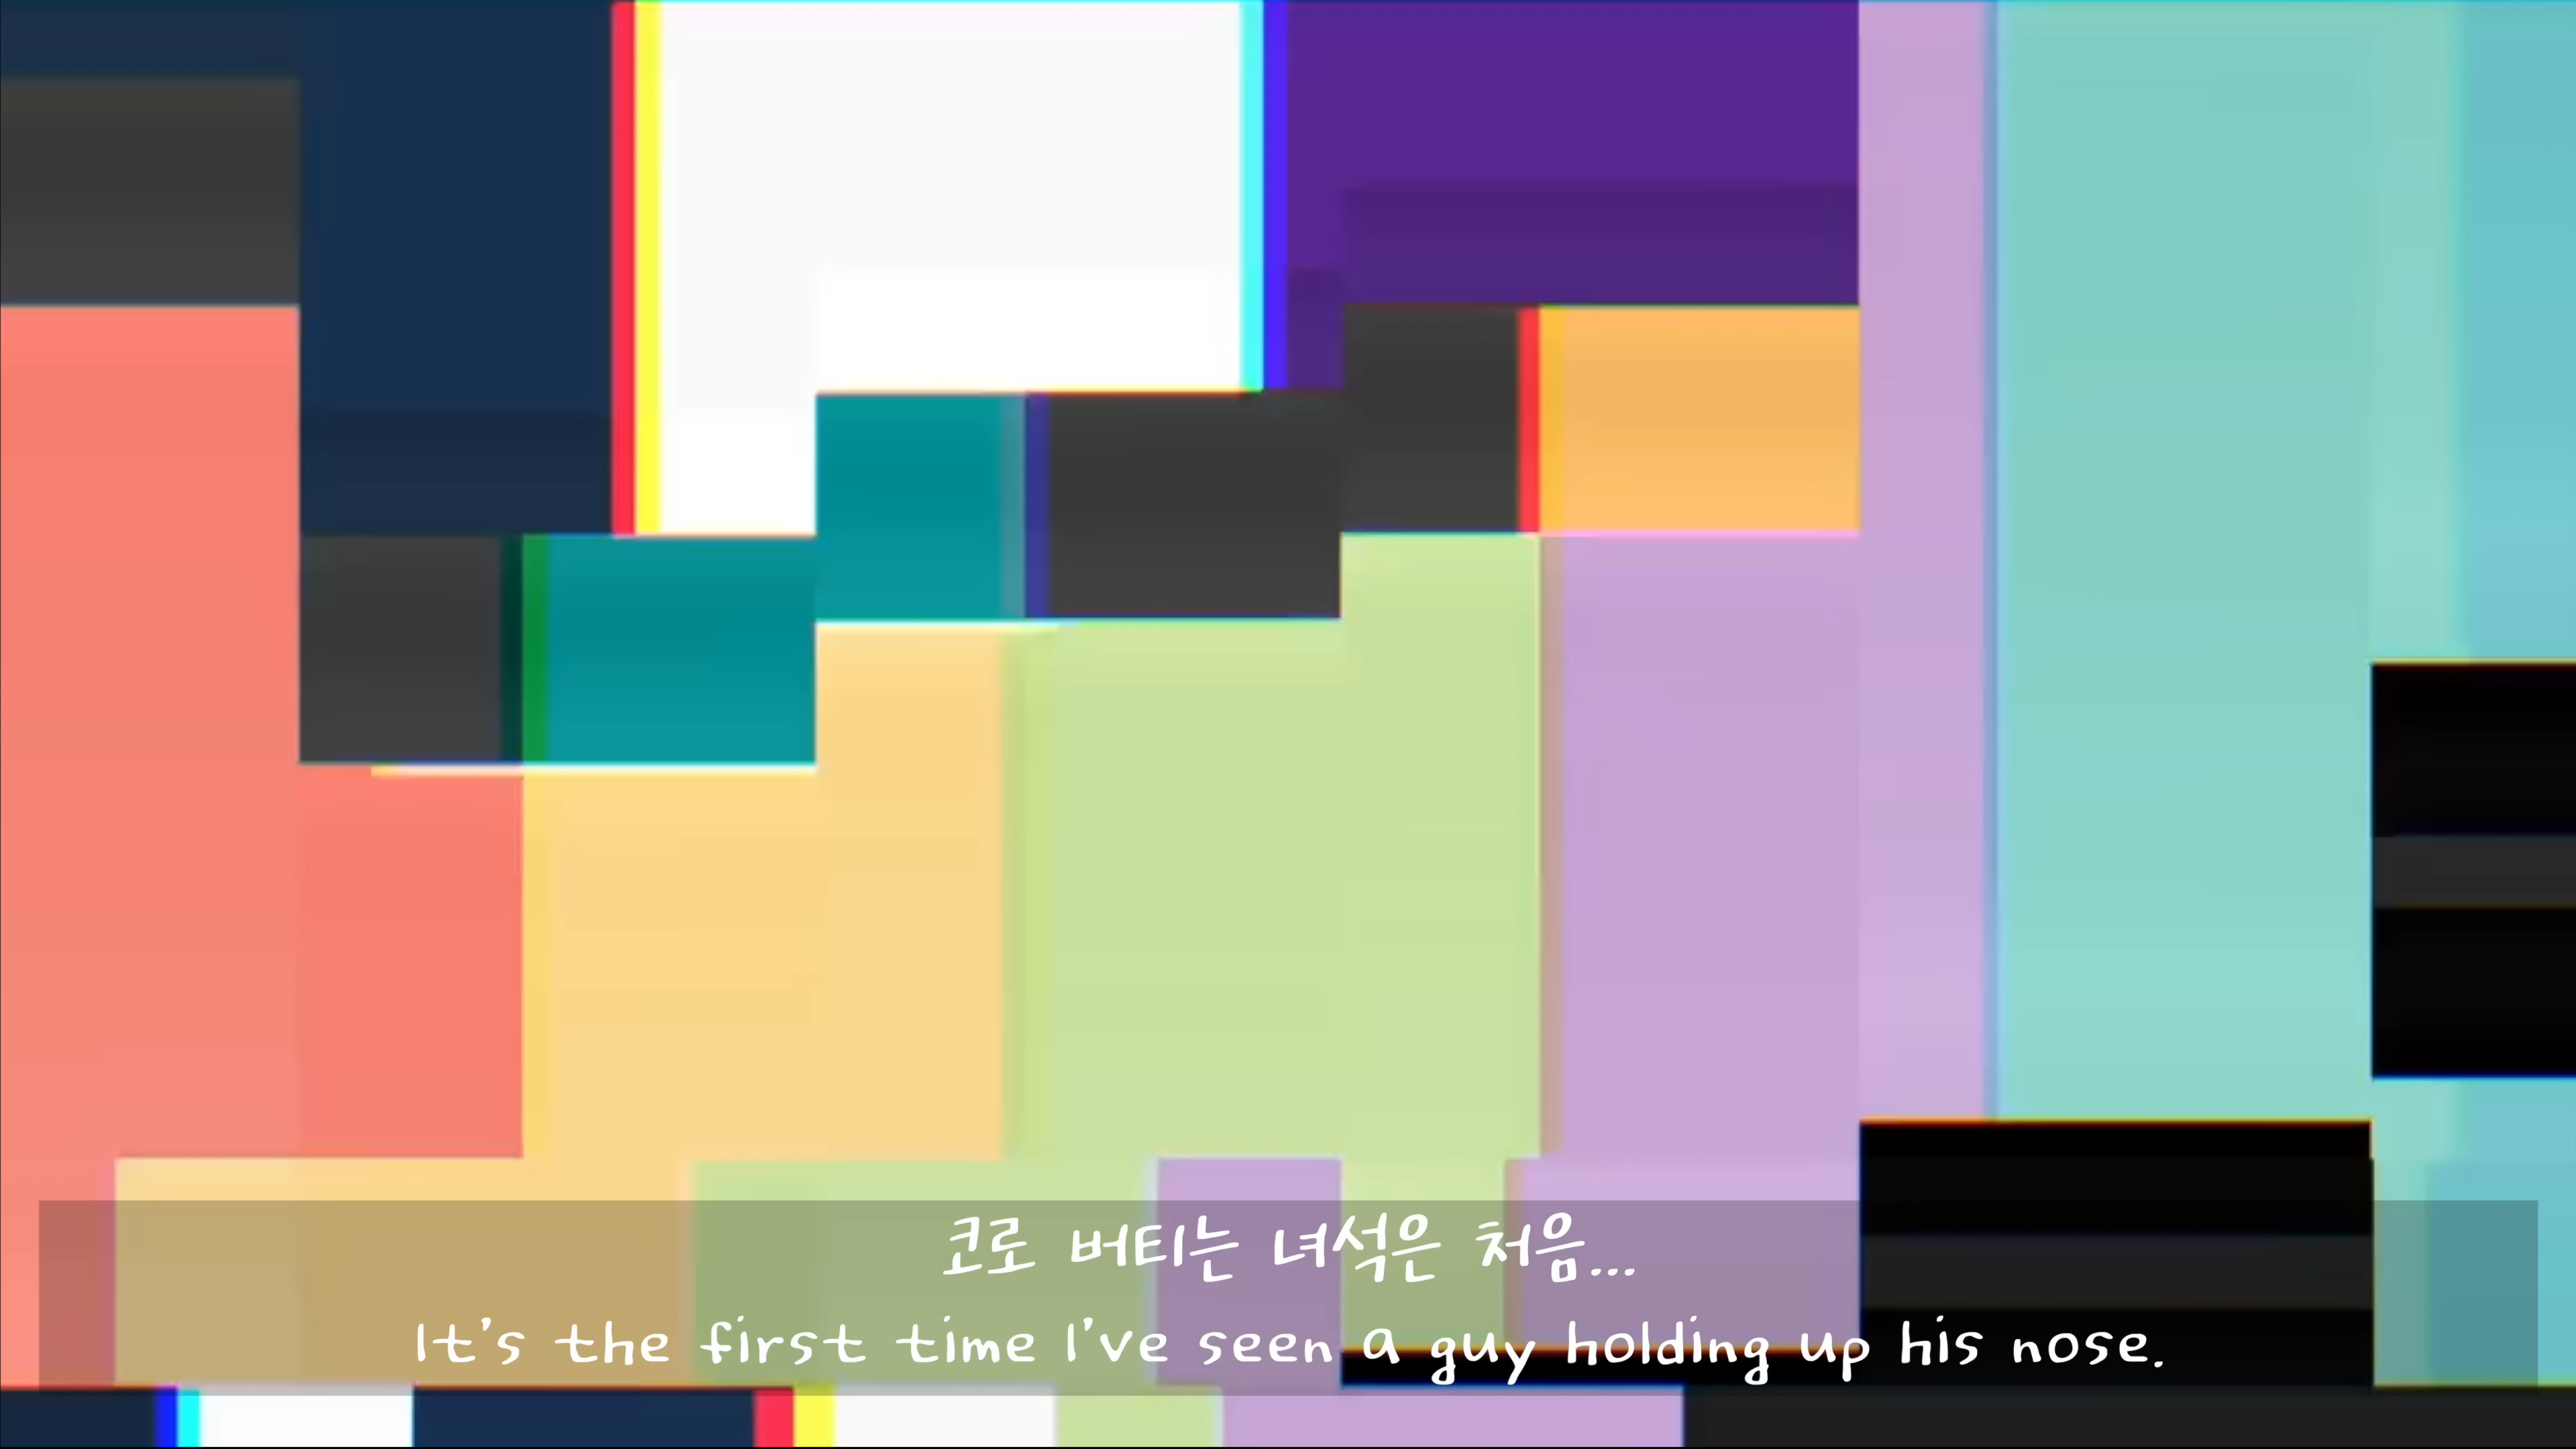 코로 버티는 녀석은 처음...
It's the first time I've seen a guy holding up his nose.